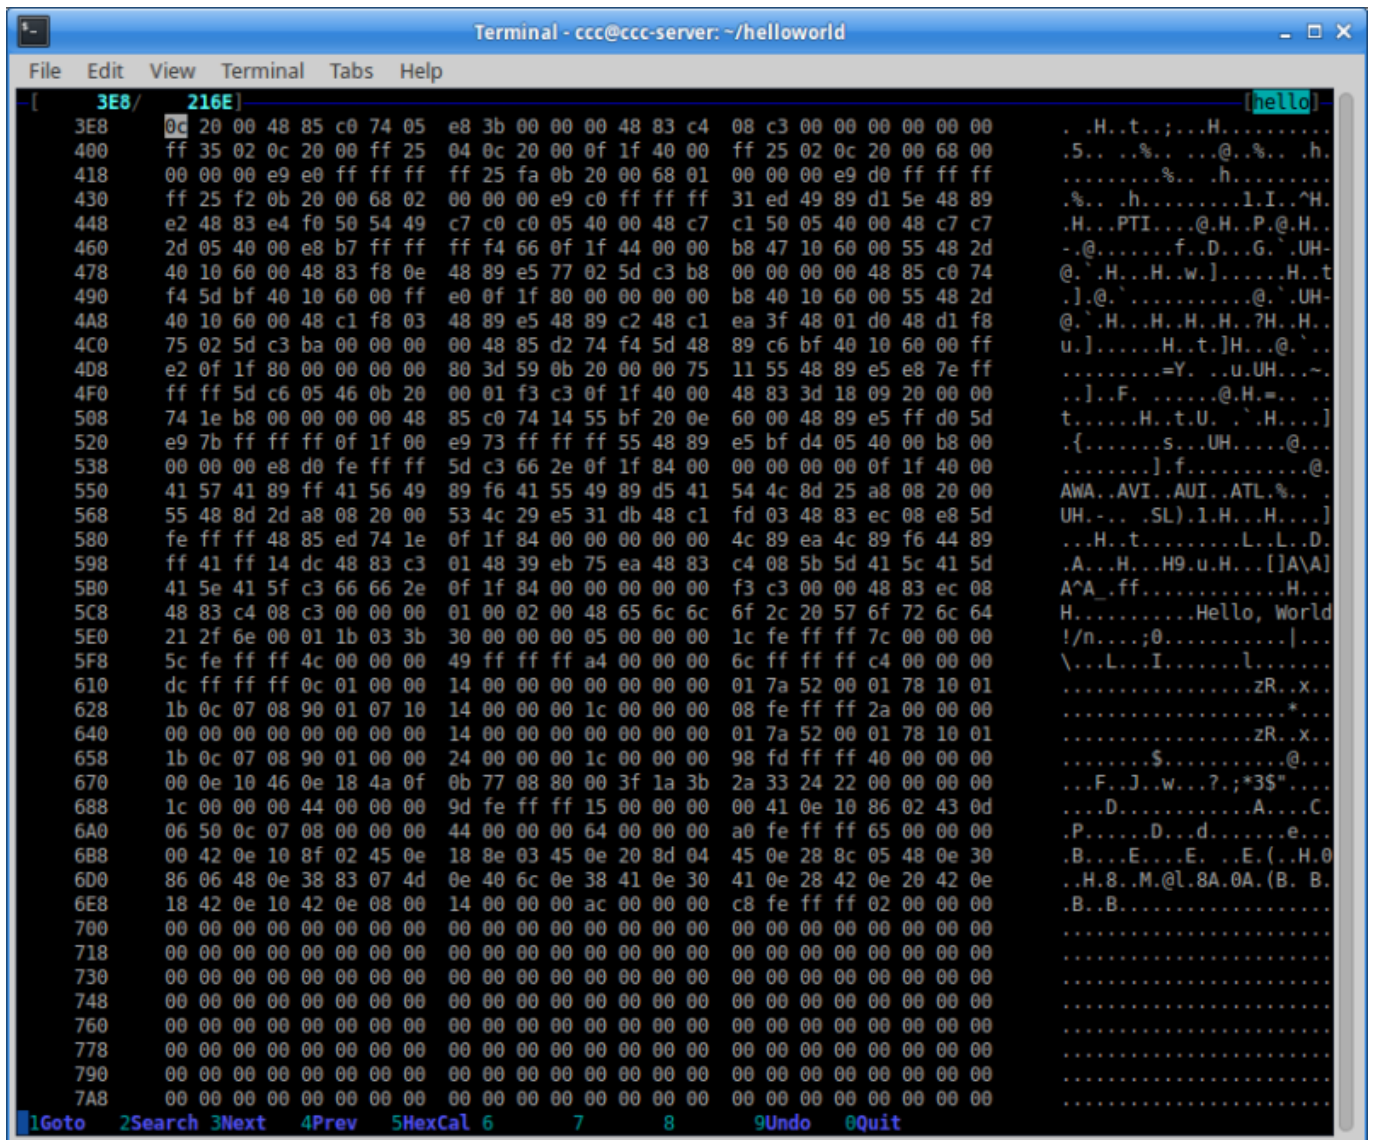 Terminal - ccc@ccc-server: ~/helloworld
File Edit View Terminal Tabs Help
[ 3E8/ 216E] [hello]
3E8 0c 20 00 48 85 c0 74 05 e8 3b 00 00 00 48 83 c4 08 c3 00 00 00 00 00 00 . .H..t..;...H..........
400 ff 35 02 0c 20 00 ff 25 04 0c 20 00 0f 1f 40 00 ff 25 02 0c 20 00 68 00 .5.. ..%.. ...@..%.. .h.
418 00 00 00 e9 e0 ff ff ff ff 25 fa 0b 20 00 68 01 00 00 00 e9 d0 ff ff ff .........%.. .h.........
430 ff 25 f2 0b 20 00 68 02 00 00 00 e9 c0 ff ff ff 31 ed 49 89 d1 5e 48 89 .%.. .h.........1.I..^H.
448 e2 48 83 e4 f0 50 54 49 c7 c0 c0 05 40 00 48 c7 c1 50 05 40 00 48 c7 c7 .H...PTI....@.H..P.@.H..
460 2d 05 40 00 e8 b7 ff ff ff f4 66 0f 1f 44 00 00 b8 47 10 60 00 55 48 2d -.@.......f..D...G.`.UH-
478 40 10 60 00 48 83 f8 0e 48 89 e5 77 02 5d c3 b8 00 00 00 00 48 85 c0 74 @.`.H...H..w.]......H..t
490 f4 5d bf 40 10 60 00 ff e0 0f 1f 80 00 00 00 00 b8 40 10 60 00 55 48 2d .].@.`...........@.`.UH-
4A8 40 10 60 00 48 c1 f8 03 48 89 e5 48 89 c2 48 c1 ea 3f 48 01 d0 48 d1 f8 @.`.H...H..H..H..?H..H..
4C0 75 02 5d c3 ba 00 00 00 00 48 85 d2 74 f4 5d 48 89 c6 bf 40 10 60 00 ff u.]......H..t.]H...@.`..
4D8 e2 0f 1f 80 00 00 00 00 80 3d 59 0b 20 00 00 75 11 55 48 89 e5 e8 7e ff .........=Y. ..u.UH...~.
4F0 ff ff 5d c6 05 46 0b 20 00 01 f3 c3 0f 1f 40 00 48 83 3d 18 09 20 00 00 ..]..F. ......@.H.=.. ..
508 74 1e b8 00 00 00 00 48 85 c0 74 14 55 bf 20 0e 60 00 48 89 e5 ff d0 5d t......H..t.U. .`.H....]
520 e9 7b ff ff ff 0f 1f 00 e9 73 ff ff ff 55 48 89 e5 bf d4 05 40 00 b8 00 .{.......s...UH.....@...
538 00 00 00 e8 d0 fe ff ff 5d c3 66 2e 0f 1f 84 00 00 00 00 00 0f 1f 40 00 ........].f...........@.
550 41 57 41 89 ff 41 56 49 89 f6 41 55 49 89 d5 41 54 4c 8d 25 a8 08 20 00 AWA..AVI..AUI..ATL.%.. .
568 55 48 8d 2d a8 08 20 00 53 4c 29 e5 31 db 48 c1 fd 03 48 83 ec 08 e8 5d UH.-.. .SL).1.H...H....]
580 fe ff ff 48 85 ed 74 1e 0f 1f 84 00 00 00 00 00 4c 89 ea 4c 89 f6 44 89 ...H..t.........L..L..D.
598 ff 41 ff 14 dc 48 83 c3 01 48 39 eb 75 ea 48 83 c4 08 5b 5d 41 5c 41 5d .A...H...H9.u.H...[]A\A]
5B0 41 5e 41 5f c3 66 66 2e 0f 1f 84 00 00 00 00 00 f3 c3 00 00 48 83 ec 08 A^A_.ff.............H...
5C8 48 83 c4 08 c3 00 00 00 01 00 02 00 48 65 6c 6c 6f 2c 20 57 6f 72 6c 64 H...........Hello, World
5E0 21 2f 6e 00 01 1b 03 3b 30 00 00 00 05 00 00 00 1c fe ff ff 7c 00 00 00 !/n....;0...........|...
5F8 5c fe ff ff 4c 00 00 00 49 ff ff ff a4 00 00 00 6c ff ff ff c4 00 00 00 \...L...I.......l.......
610 dc ff ff ff 0c 01 00 00 14 00 00 00 00 00 00 00 01 7a 52 00 01 78 10 01 .................zR..x..
628 1b 0c 07 08 90 01 07 10 14 00 00 00 1c 00 00 00 08 fe ff ff 2a 00 00 00 ....................*...
640 00 00 00 00 00 00 00 00 14 00 00 00 00 00 00 00 01 7a 52 00 01 78 10 01 .................zR..x..
658 1b 0c 07 08 90 01 00 00 24 00 00 00 1c 00 00 00 98 fd ff ff 40 00 00 00 ........$...........@...
670 00 0e 10 46 0e 18 4a 0f 0b 77 08 80 00 3f 1a 3b 2a 33 24 22 00 00 00 00 ...F..J..w...?.;*3$"....
688 1c 00 00 00 44 00 00 00 9d fe ff ff 15 00 00 00 00 41 0e 10 86 02 43 0d ....D............A....C.
6A0 06 50 0c 07 08 00 00 00 44 00 00 00 64 00 00 00 a0 fe ff ff 65 00 00 00 .P......D...d.......e...
6B8 00 42 0e 10 8f 02 45 0e 18 8e 03 45 0e 20 8d 04 45 0e 28 8c 05 48 0e 30 .B....E....E. ..E.(..H.0
6D0 86 06 48 0e 38 83 07 4d 0e 40 6c 0e 38 41 0e 30 41 0e 28 42 0e 20 42 0e ..H.8..M.@l.8A.0A.(B. B.
6E8 18 42 0e 10 42 0e 08 00 14 00 00 00 ac 00 00 00 c8 fe ff ff 02 00 00 00 .B..B...................
700 00 00 00 00 00 00 00 00 00 00 00 00 00 00 00 00 00 00 00 00 00 00 00 00 ........................
718 00 00 00 00 00 00 00 00 00 00 00 00 00 00 00 00 00 00 00 00 00 00 00 00 ........................
730 00 00 00 00 00 00 00 00 00 00 00 00 00 00 00 00 00 00 00 00 00 00 00 00 ........................
748 00 00 00 00 00 00 00 00 00 00 00 00 00 00 00 00 00 00 00 00 00 00 00 00 ........................
760 00 00 00 00 00 00 00 00 00 00 00 00 00 00 00 00 00 00 00 00 00 00 00 00 ........................
778 00 00 00 00 00 00 00 00 00 00 00 00 00 00 00 00 00 00 00 00 00 00 00 00 ........................
790 00 00 00 00 00 00 00 00 00 00 00 00 00 00 00 00 00 00 00 00 00 00 00 00 ........................
7A8 00 00 00 00 00 00 00 00 00 00 00 00 00 00 00 00 00 00 00 00 00 00 00 00 ........................
1Goto 2Search 3Next 4Prev 5HexCal 6 7 8 9Undo 0Quit